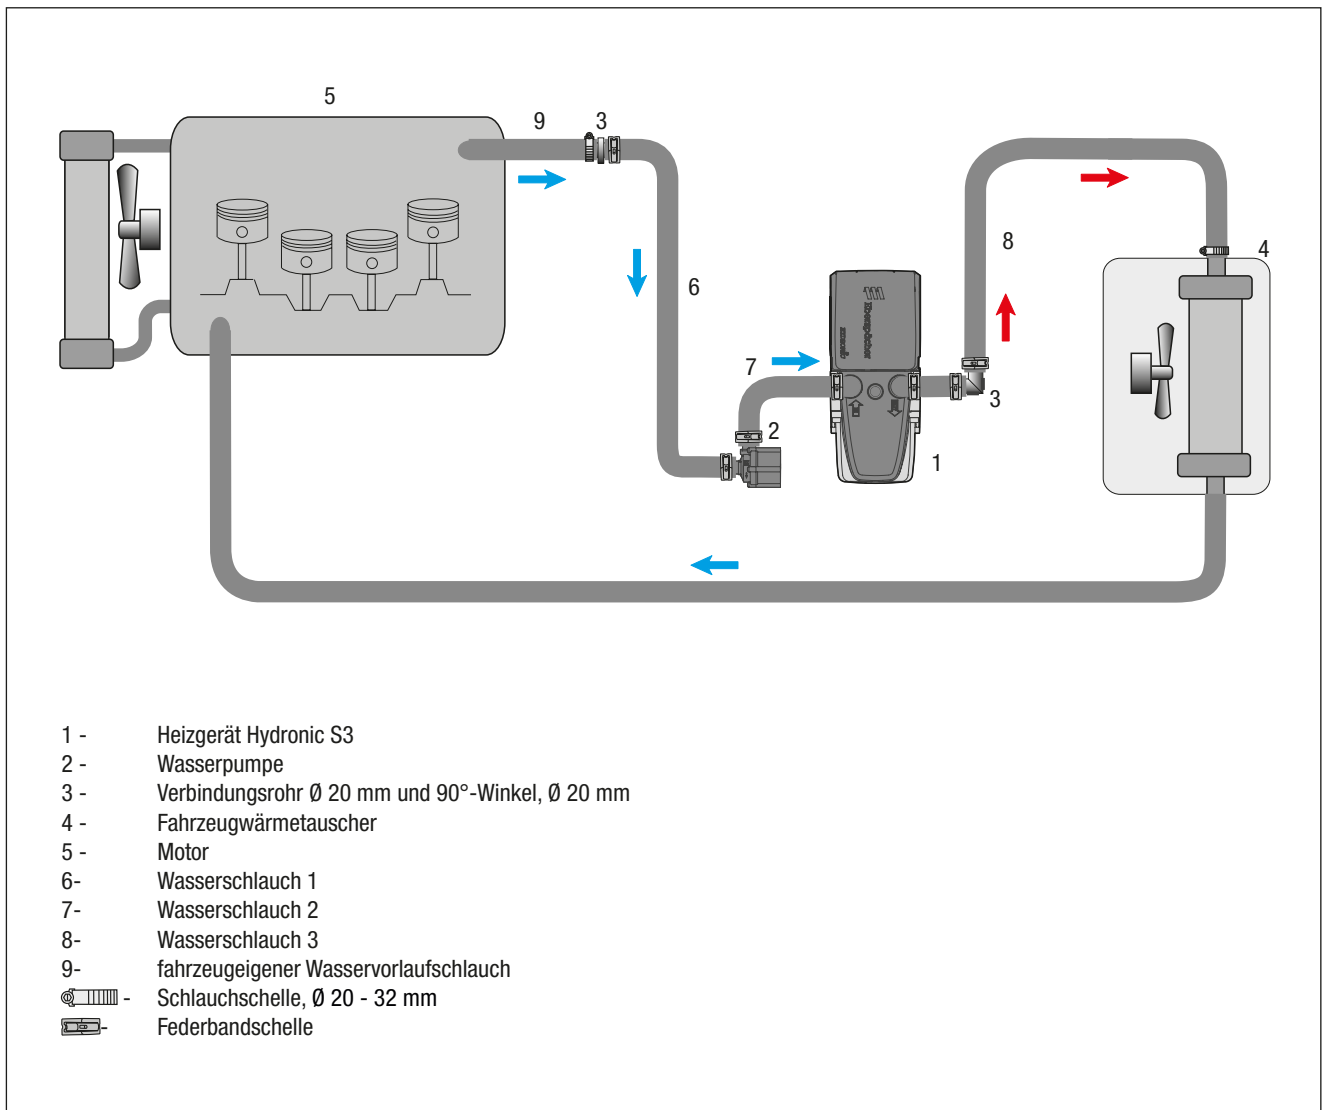 5
9
3
4
8
6
7
Eberspächer
2
3
1
1 - Heizgerät Hydronic S3
2 - Wasserpumpe
3 - Verbindungsrohr Ø 20 mm und 90°-Winkel, Ø 20 mm
4 - Fahrzeugwärmetauscher
5 - Motor
6- Wasserschlauch 1
7- Wasserschlauch 2
8- Wasserschlauch 3
9- fahrzeugeigener Wasservorlaufschlauch
- Schlauchschelle, Ø 20 - 32 mm
- Federbandschelle